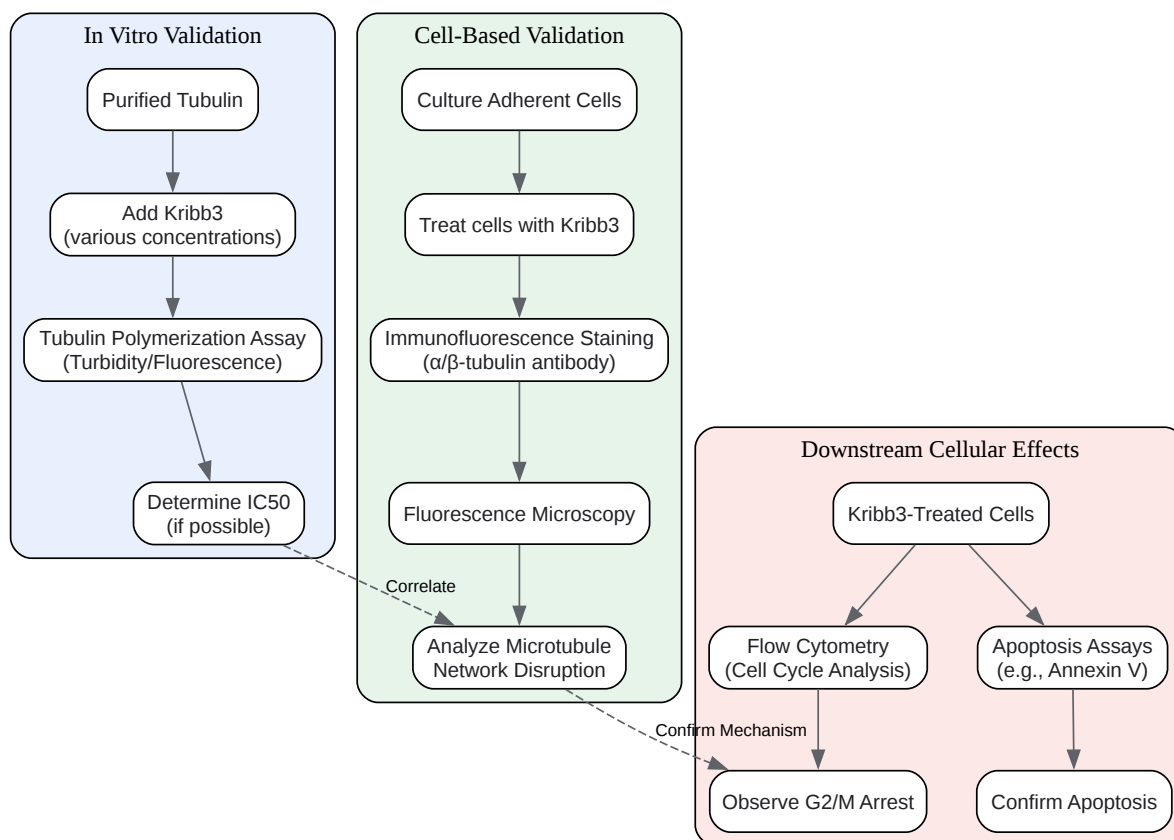 In Vitro Validation
Purified Tubulin
Add Kribb3
(various concentrations)
Tubulin Polymerization Assay
(Turbidity/Fluorescence)
Determine IC50
(if possible)
Correlate
Cell-Based Validation
Culture Adherent Cells
Treat cells with Kribb3
Immunofluorescence Staining
(α/β-tubulin antibody)
Fluorescence Microscopy
Analyze Microtubule
Network Disruption
Confirm Mechanism
Downstream Cellular Effects
Kribb3-Treated Cells
Flow Cytometry
(Cell Cycle Analysis)
Observe G2/M Arrest
Apoptosis Assays
(e.g., Annexin V)
Confirm Apoptosis